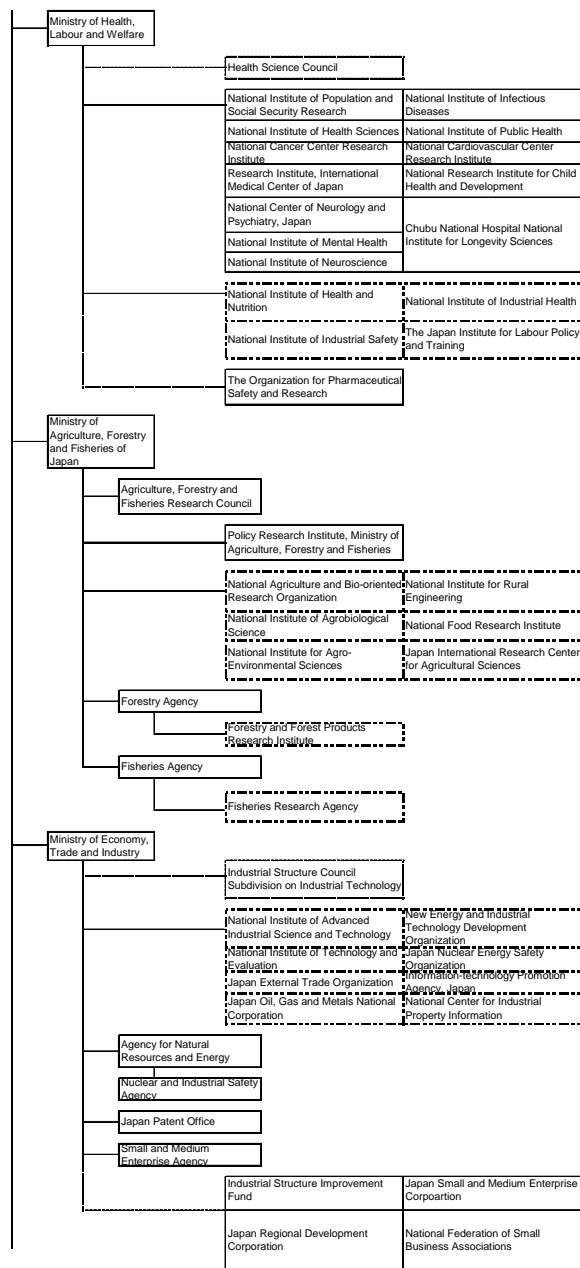 Ministry of Health,
Labour and Welfare
Health Science Council
National Institute of Population and
Social Security Research
National Institute of Infectious
Diseases
National Institute of Health Sciences
National Institute of Public Health
National Cancer Center Research
Institute
National Cardiovascular Center
Research Institute
Research Institute, International
Medical Center of Japan
National Research Institute for Child
Health and Development
National Center of Neurology and
Psychiatry, Japan
Chubu National Hospital National
Institute for Longevity Sciences
National Institute of Mental Health
National Institute of Neuroscience
National Institute of Health and
Nutrition
National Institute of Industrial Health
National Institute of Industrial Safety
The Japan Institute for Labour Policy
and Training
The Organization for Pharmaceutical
Safety and Research
Ministry of
Agriculture, Forestry
and Fisheries of
Japan
Agriculture, Forestry and
Fisheries Research Council
Policy Research Institute, Ministry of
Agriculture, Forestry and Fisheries
National Agriculture and Bio-oriented
Research Organization
National Institute for Rural
Engineering
National Institute of Agrobiological
Science
National Food Research Institute
National Institute for Agro-
Environmental Sciences
Japan International Research Center
for Agricultural Sciences
Forestry Agency
Forestry and Forest Products
Research Institute
Fisheries Agency
Fisheries Research Agency
Ministry of Economy,
Trade and Industry
Industrial Structure Council
Subdivision on Industrial Technology
National Institute of Advanced
Industrial Science and Technology
New Energy and Industrial
Technology Development
Organization
National Institute of Technology and
Evaluation
Japan Nuclear Energy Safety
Organization
Japan External Trade Organization
Information-technology Promotion
Agency, Japan
Japan Oil, Gas and Metals National
Corporation
National Center for Industrial
Property Information
Agency for Natural
Resources and Energy
Nuclear and Industrial Safety
Agency
Japan Patent Office
Small and Medium
Enterprise Agency
Industrial Structure Improvement
Fund
Japan Small and Medium Enterprise
Corpoartion
Japan Regional Development
Corporation
National Federation of Small
Business Associations